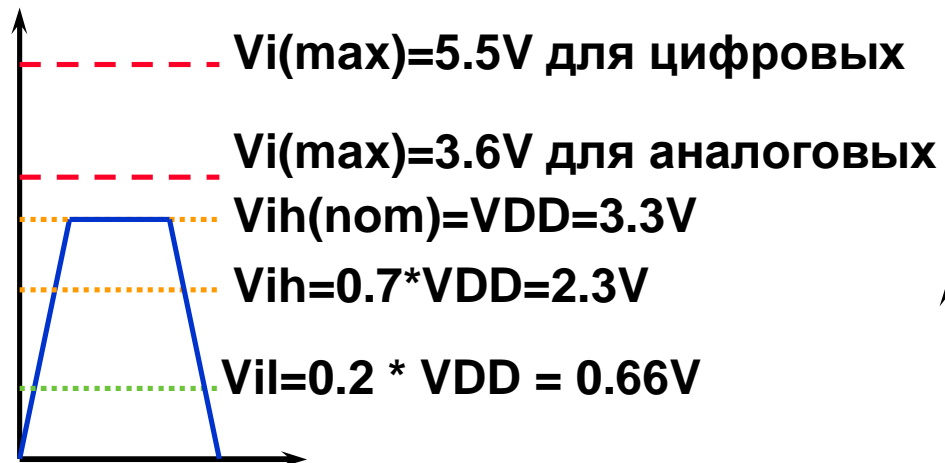 Vi(max)=5.5V для цифровых
Vi(max)=3.6V для аналоговых
Vih(nom)=VDD=3.3V
Vih=0.7*VDD=2.3V
Vil=0.2 * VDD = 0.66V